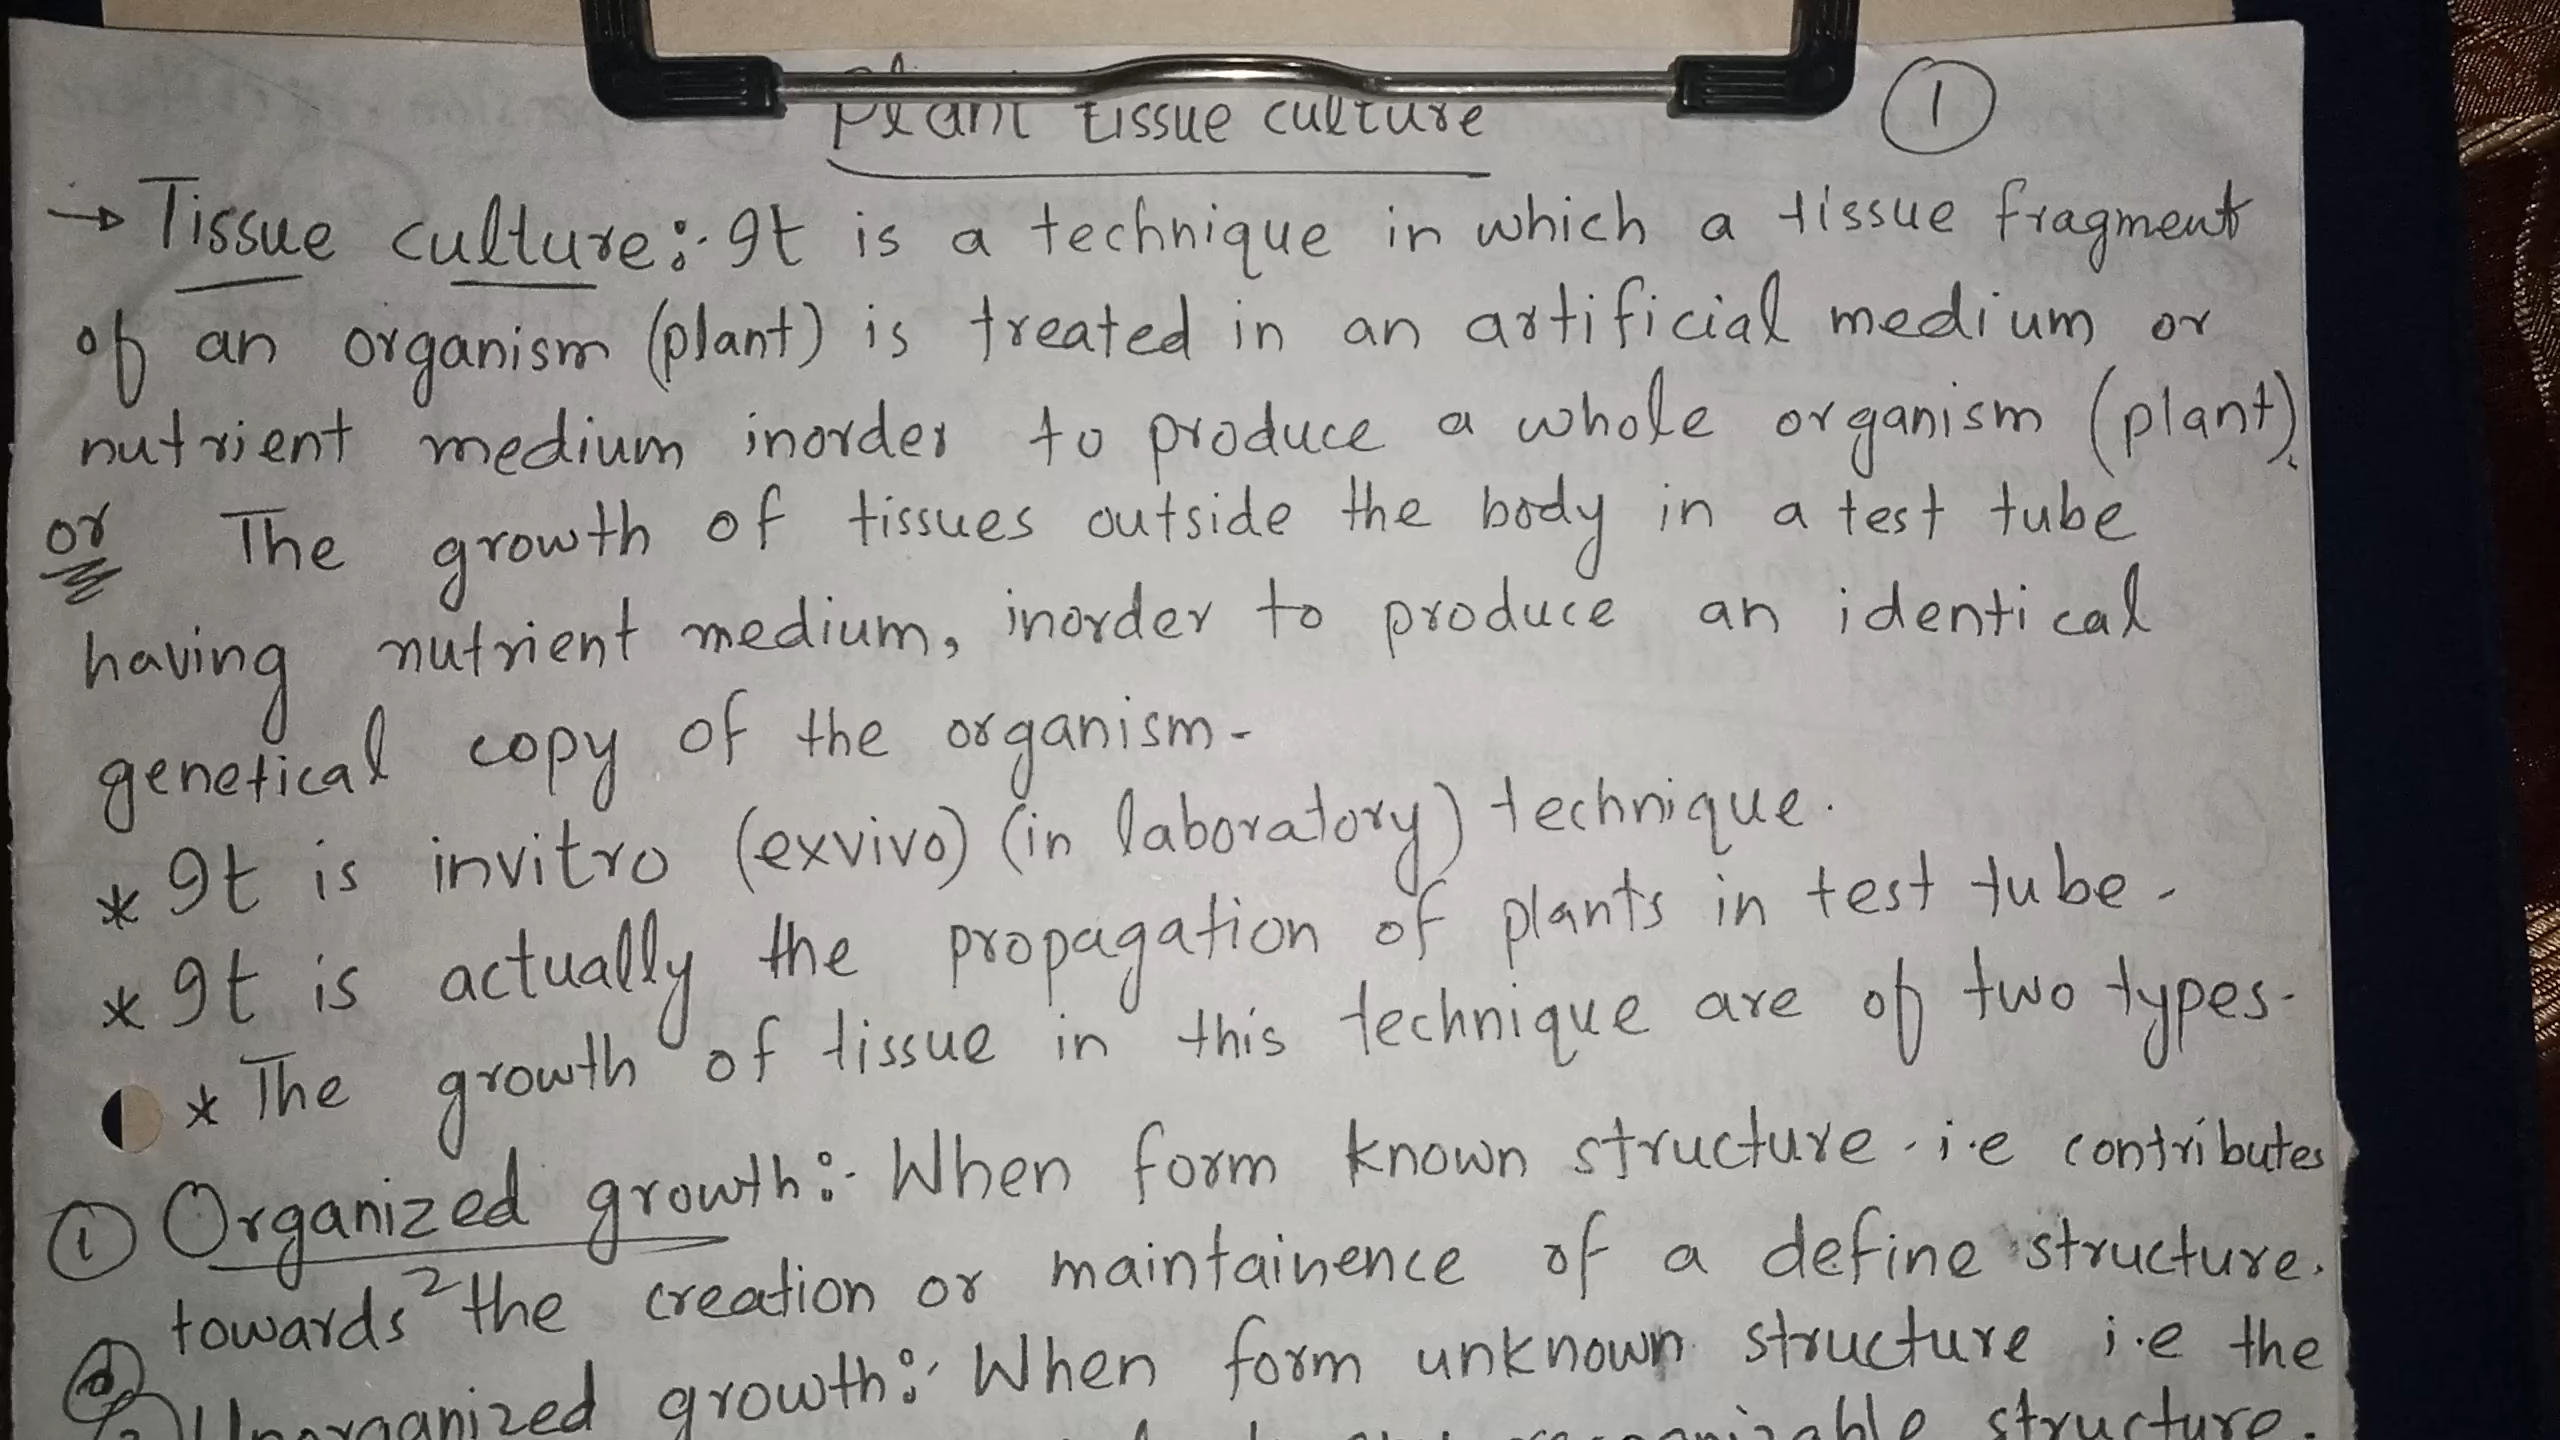 Plant tissue culture
1
→ Tissue culture:- It is a technique in which a tissue fragment
of an organism (plant) is treated in an artificial medium or
nutrient medium inorder to produce a whole organism (plant).
or The growth of tissues outside the body in a test tube
having nutrient medium, inorder to produce an identical
genetical copy of the organism-
* It is invitro (exvivo) (in laboratory) technique.
* It is actually the propagation of plants in test tube-
* The growth of tissue in this technique are of two types-
① Organized growth:- When form known structure. i.e contributes
towards the creation or maintainence of a define structure.
② Unorganized growth:- When form unknown structure i.e the
structure.